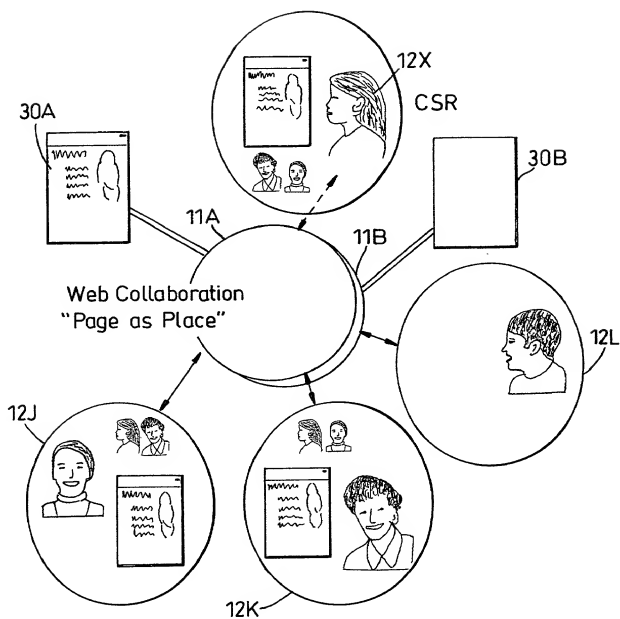 12X
CSR
30A
30B
11A
11B
Web Collaboration
"Page as Place"
12L
12J
12K